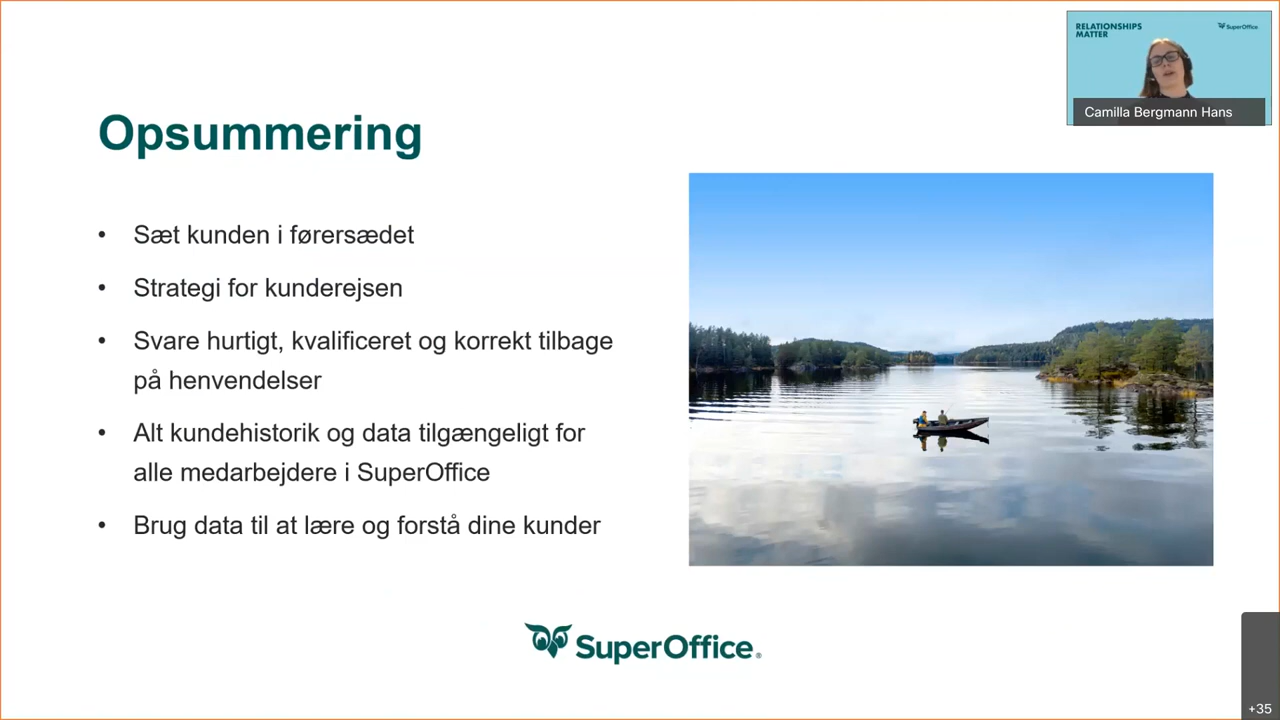 RELATIONSHIPS
MATTER
SuperOffice
Camilla Bergmann Hans
Opsummering
• Sæt kunden i førersædet
• Strategi for kunderejsen
• Svare hurtigt, kvalificeret og korrekt tilbage
på henvendelser
• Alt kundehistorik og data tilgængeligt for
alle medarbejdere i SuperOffice
• Brug data til at lære og forstå dine kunder
SuperOffice®
+35